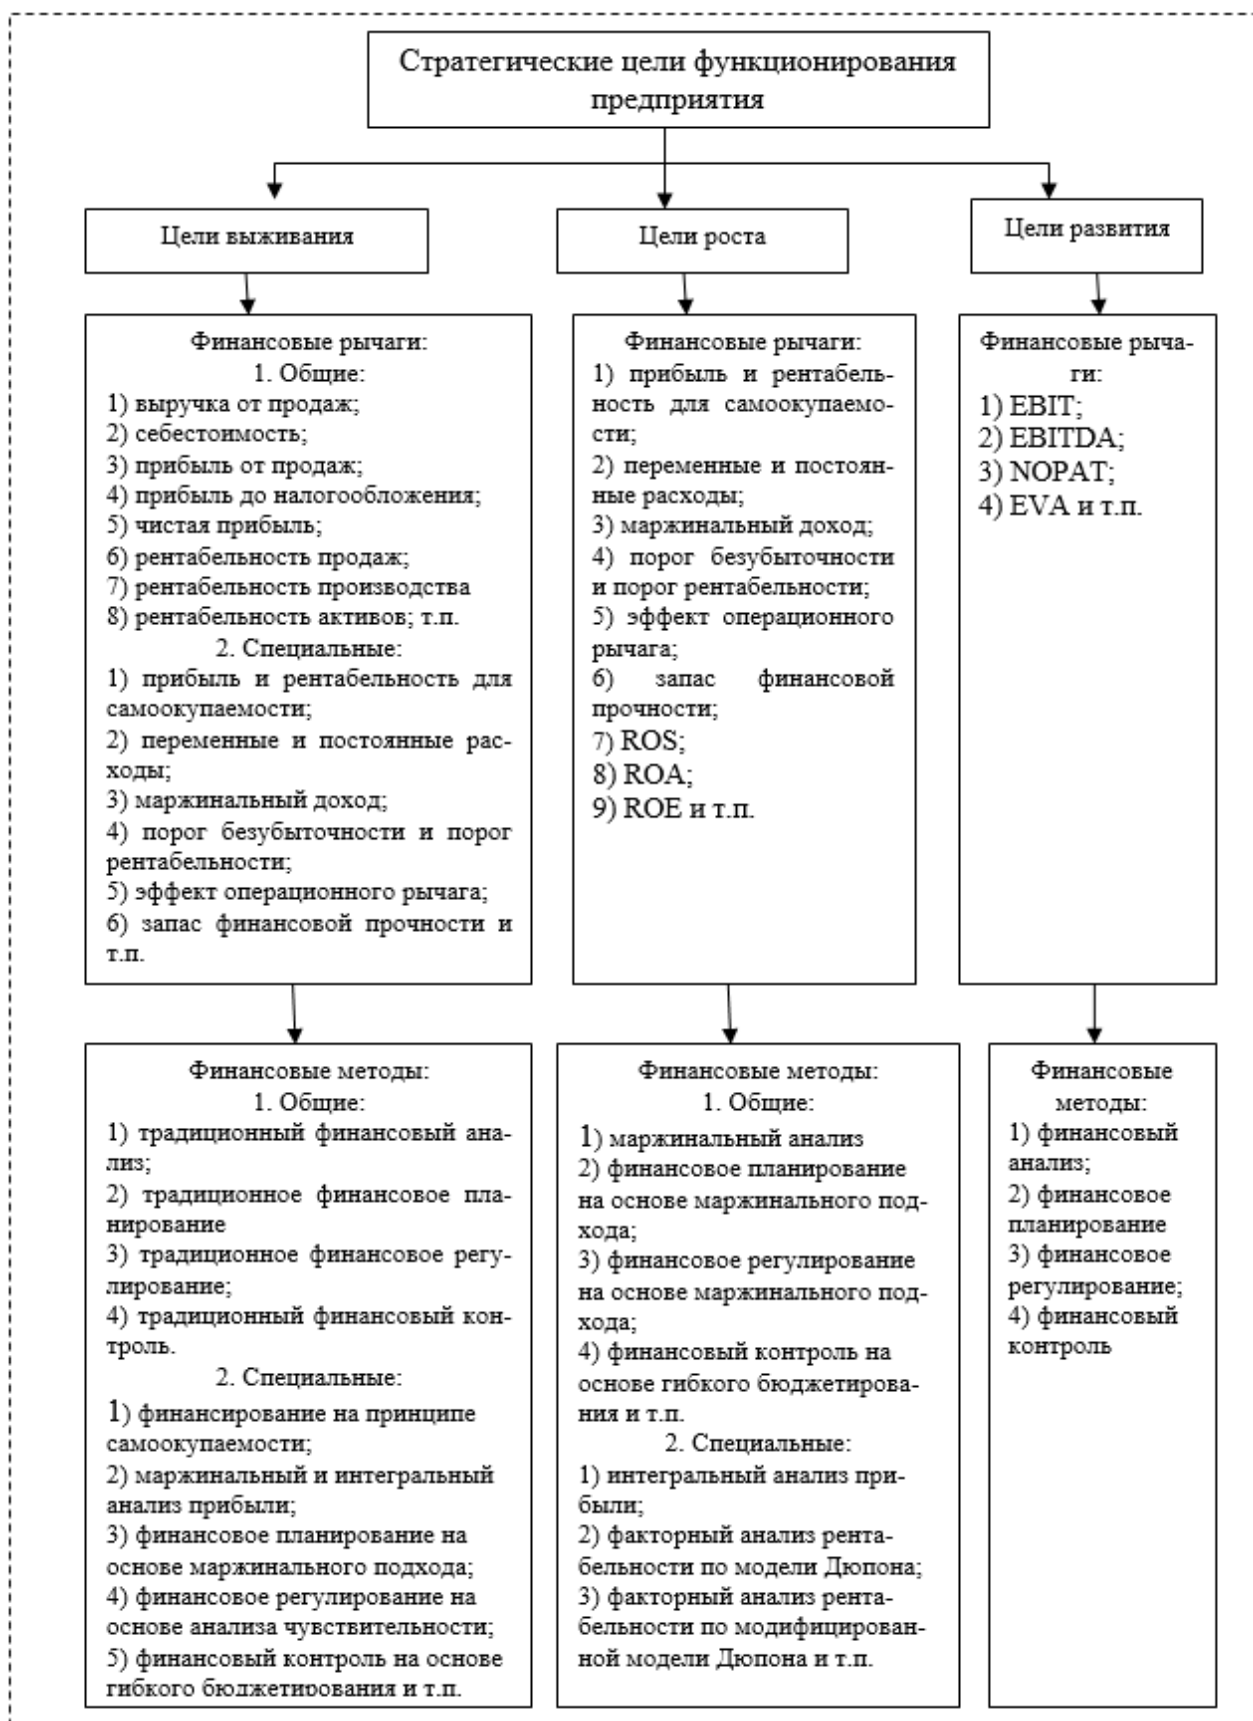 Стратегические цели функционирования
предприятия
Цели выживания
Цели роста
Цели развития
Финансовые рычаги:
1. Общие:
1) выручка от продаж;
2) себестоимость;
3) прибыль от продаж;
4) прибыль до налогообложения;
5) чистая прибыль;
6) рентабельность продаж;
7) рентабельность производства
8) рентабельность активов; т.п.
2. Специальные:
1) прибыль и рентабельность для
самоокупаемости;
2) переменные и постоянные рас-
ходы;
3) маржинальный доход;
4) порог безубыточности и порог
рентабельности;
5) эффект операционного рычага;
6) запас финансовой прочности и
т.п.
Финансовые рычаги:
1) прибыль и рентабель-
ность для самоокупаемо-
сти;
2) переменные и постоян-
ные расходы;
3) маржинальный доход;
4) порог безубыточности
и порог рентабельности;
5) эффект операционного
рычага;
6) запас финансовой
прочности;
7) ROS;
8) ROA;
9) ROE и т.п.
Финансовые рыча-
ги:
1) EBIT;
2) EBITDA;
3) NOPAT;
4) EVA и т.п.
Финансовые методы:
1. Общие:
1) традиционный финансовый ана-
лиз;
2) традиционное финансовое пла-
нирование
3) традиционное финансовое регу-
лирование;
4) традиционный финансовый кон-
троль.
2. Специальные:
1) финансирование на принципе
самоокупаемости;
2) маржинальный и интегральный
анализ прибыли;
3) финансовое планирование на
основе маржинального подхода;
4) финансовое регулирование на
основе анализа чувствительности;
5) финансовый контроль на основе
гибкого бюджетирования и т.п.
Финансовые методы:
1. Общие:
1) маржинальный анализ
2) финансовое планирование
на основе маржинального под-
хода;
3) финансовое регулирование
на основе маржинального под-
хода;
4) финансовый контроль на
основе гибкого бюджетирова-
ния и т.п.
2. Специальные:
1) интегральный анализ при-
были;
2) факторный анализ рента-
бельности по модели Дюпона;
3) факторный анализ рента-
бельности по модифицирован-
ной модели Дюпона и т.п.
Финансовые
методы:
1) финансовый
анализ;
2) финансовое
планирование
3) финансовое
регулирование;
4) финансовый
контроль